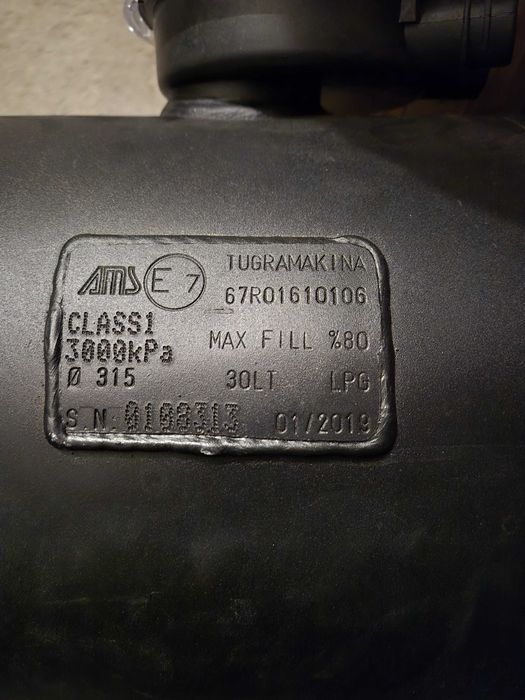 AMS E 7 TUGRAMAKINA
67R01610106
CLASS1
3000kPa MAX FILL %80
Ø 315 30LT LPG
S.N. 0108313 01/2019